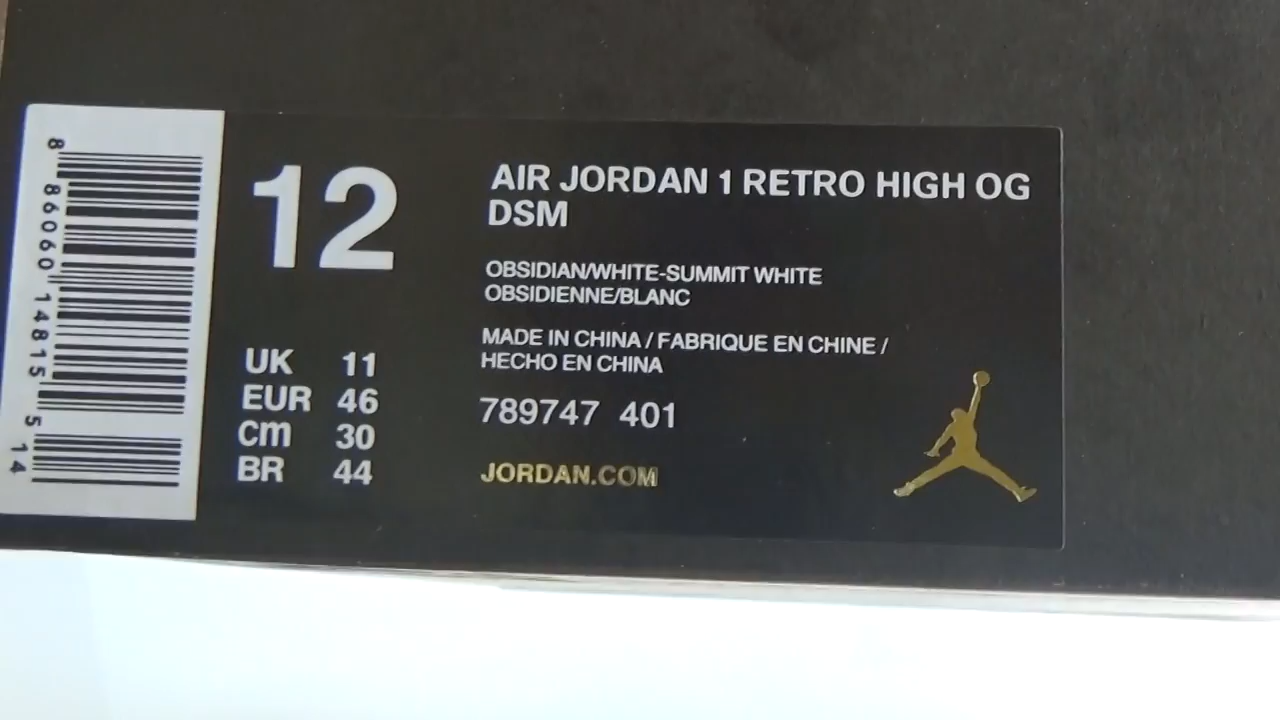 8 86060 14815 5 14
12
UK 11
EUR 46
cm 30
BR 44
AIR JORDAN 1 RETRO HIGH OG
DSM
OBSIDIAN/WHITE-SUMMIT WHITE
OBSIDIENNE/BLANC
MADE IN CHINA / FABRIQUE EN CHINE /
HECHO EN CHINA
789747 401
JORDAN.COM